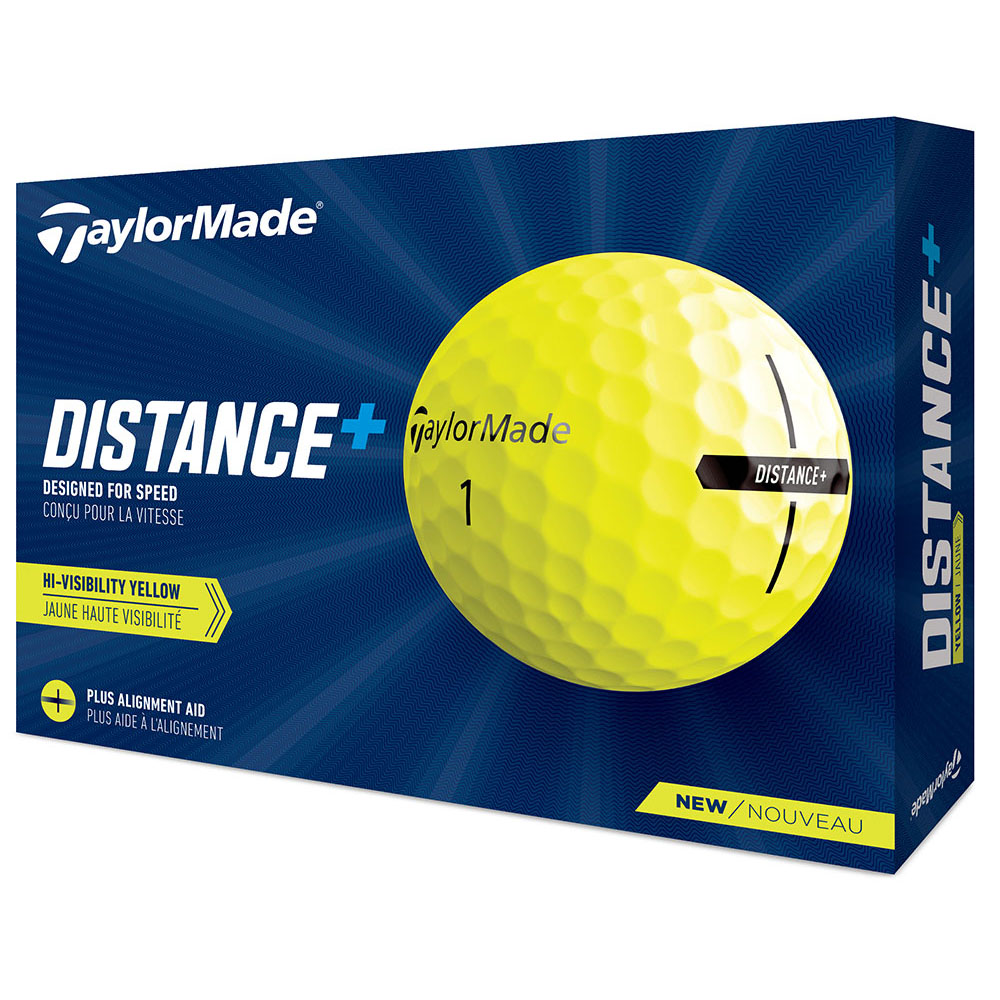 TaylorMade®
DISTANCE+
DESIGNED FOR SPEED
CONÇU POUR LA VITESSE
HI-VISIBILITY YELLOW
JAUNE HAUTE VISIBILITÉ
PLUS ALIGNMENT AID
PLUS AIDE À L'ALIGNEMENT
TaylorMade
1
DISTANCE+
NEW/NOUVEAU
DISTANCE+
YELLOW | JAUNE
TaylorMade®